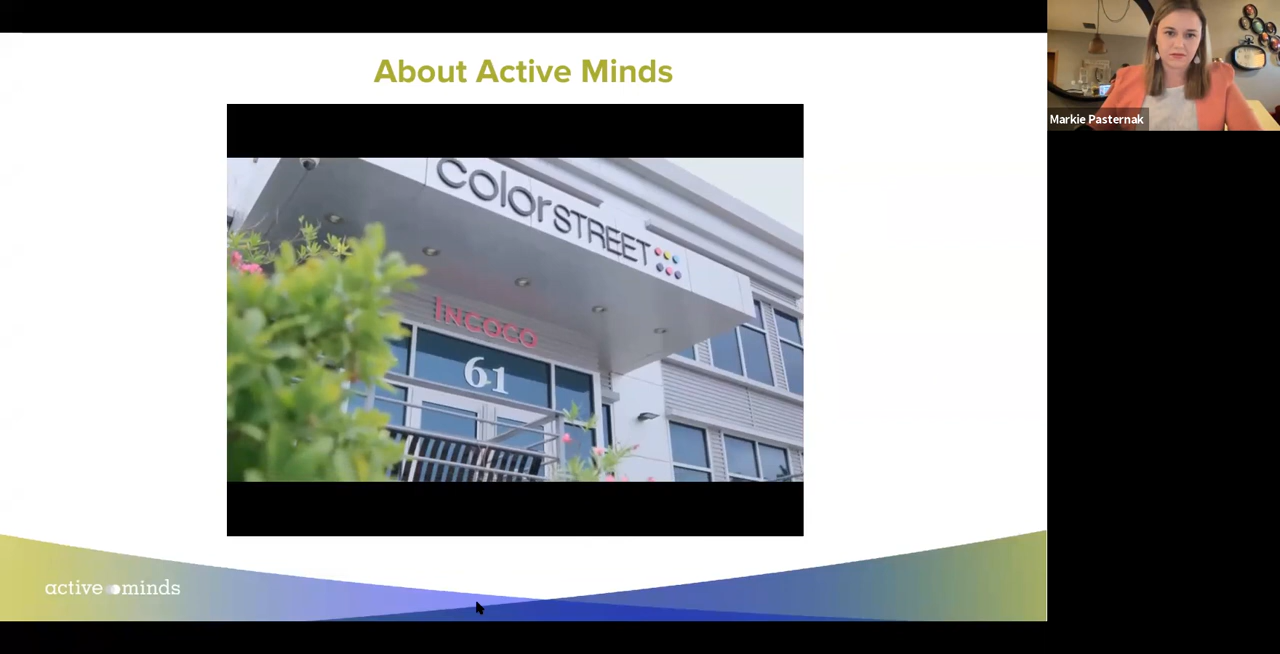 About Active Minds
Markie Pasternak
colorSTREET
INCOCO
61
active minds